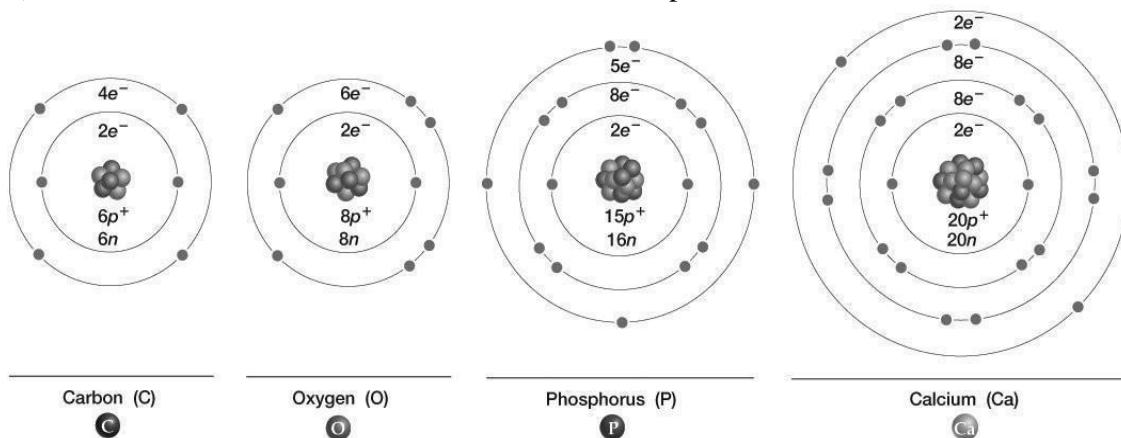 4e⁻
2e⁻
6p⁺
6n
Carbon (C)
C
6e⁻
2e⁻
8p⁺
8n
Oxygen (O)
O
5e⁻
8e⁻
2e⁻
15p⁺
16n
Phosphorus (P)
P
2e⁻
8e⁻
8e⁻
2e⁻
20p⁺
20n
Calcium (Ca)
Ca